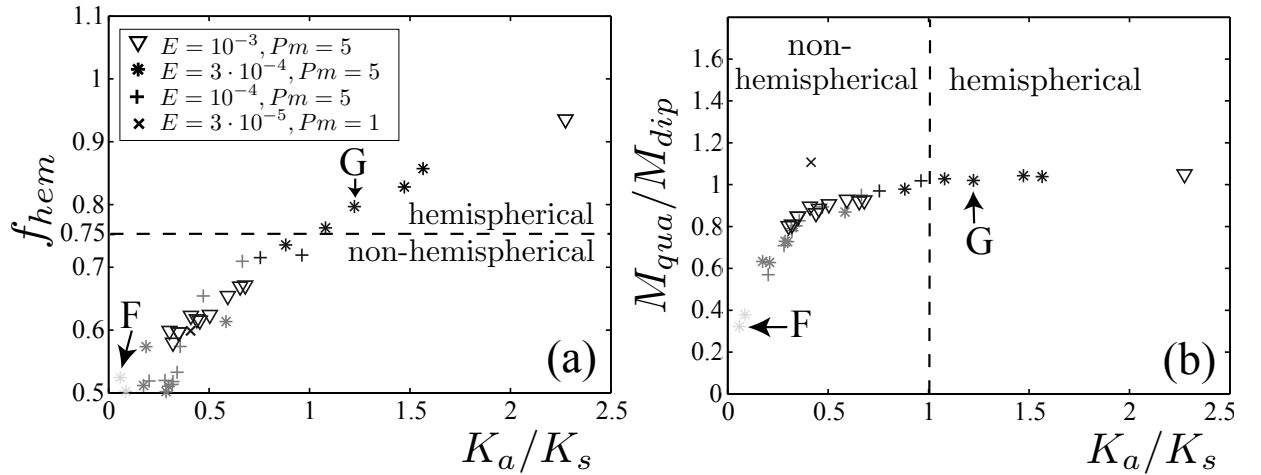 1.1
1
0.9
0.8
0.75
0.7
0.6
0.5
f_{hem}
E = 10^{-3}, Pm = 5
E = 3 · 10^{-4}, Pm = 5
E = 10^{-4}, Pm = 5
E = 3 · 10^{-5}, Pm = 1
G
hemispherical
non-hemispherical
F
(a)
0 0.5 1 1.5 2 2.5
K_a/K_s
M_{qua}/M_{dip}
1.6
1.4
1.2
1
0.8
0.6
0.4
0.2
0
non-
hemispherical
hemispherical
G
F
(b)
0 0.5 1 1.5 2 2.5
K_a/K_s